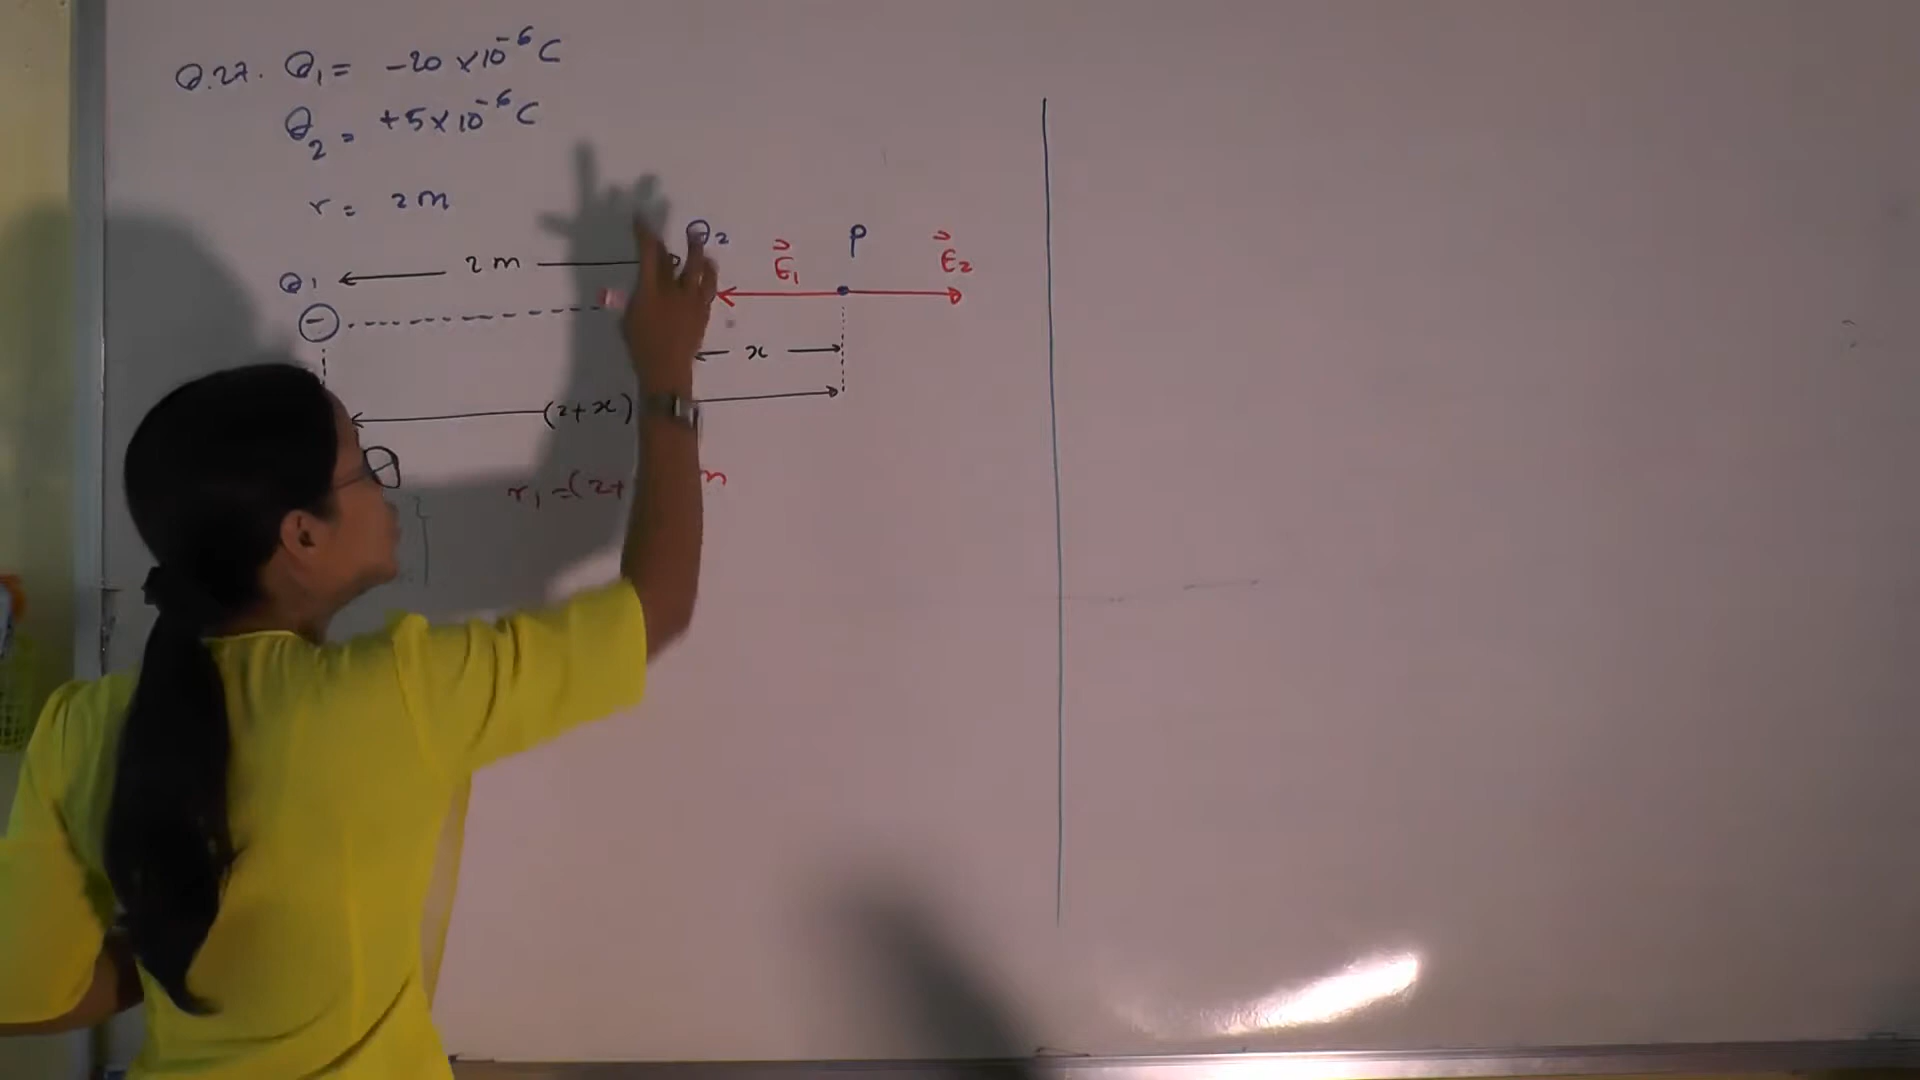 Q.27. Q₁ = -20 × 10⁻⁶ C
Q₂ = +5 × 10⁻⁶ C
r = 2 m
Q₂ E₁ P E₂
Q₁ 2 m
−
x
(2+x)
r₁ = (2+ m